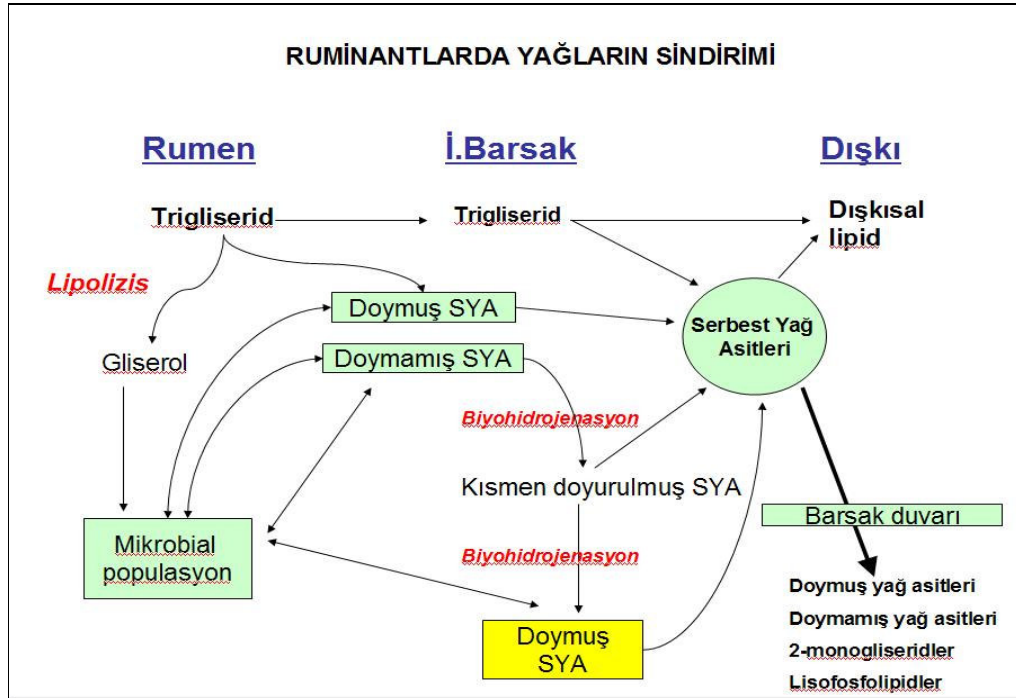 RUMİNANTLARDA YAĞLARIN SİNDİRİMİ
Rumen
İ.Barsak
Dışkı
Trigliserid
Trigliserid
Dışkısal
lipid
Lipolizis
Doymuş SYA
Serbest Yağ
Asitleri
Gliserol
Doymamış SYA
Biyohidrojenasyon
Kısmen doyurulmuş SYA
Barsak duvarı
Mikrobial
populasyon
Biyohidrojenasyon
Doymuş
SYA
Doymuş yağ asitleri
Doymamış yağ asitleri
2-monogliseridler
Lisofosfolipidler